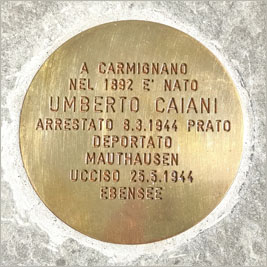 A CARMIGNANO
NEL 1892 E' NATO
UMBERTO CAIANI
ARRESTATO 8.3.1944 PRATO
DEPORTATO
MAUTHAUSEN
UCCISO 25.5.1944
EBENSEE